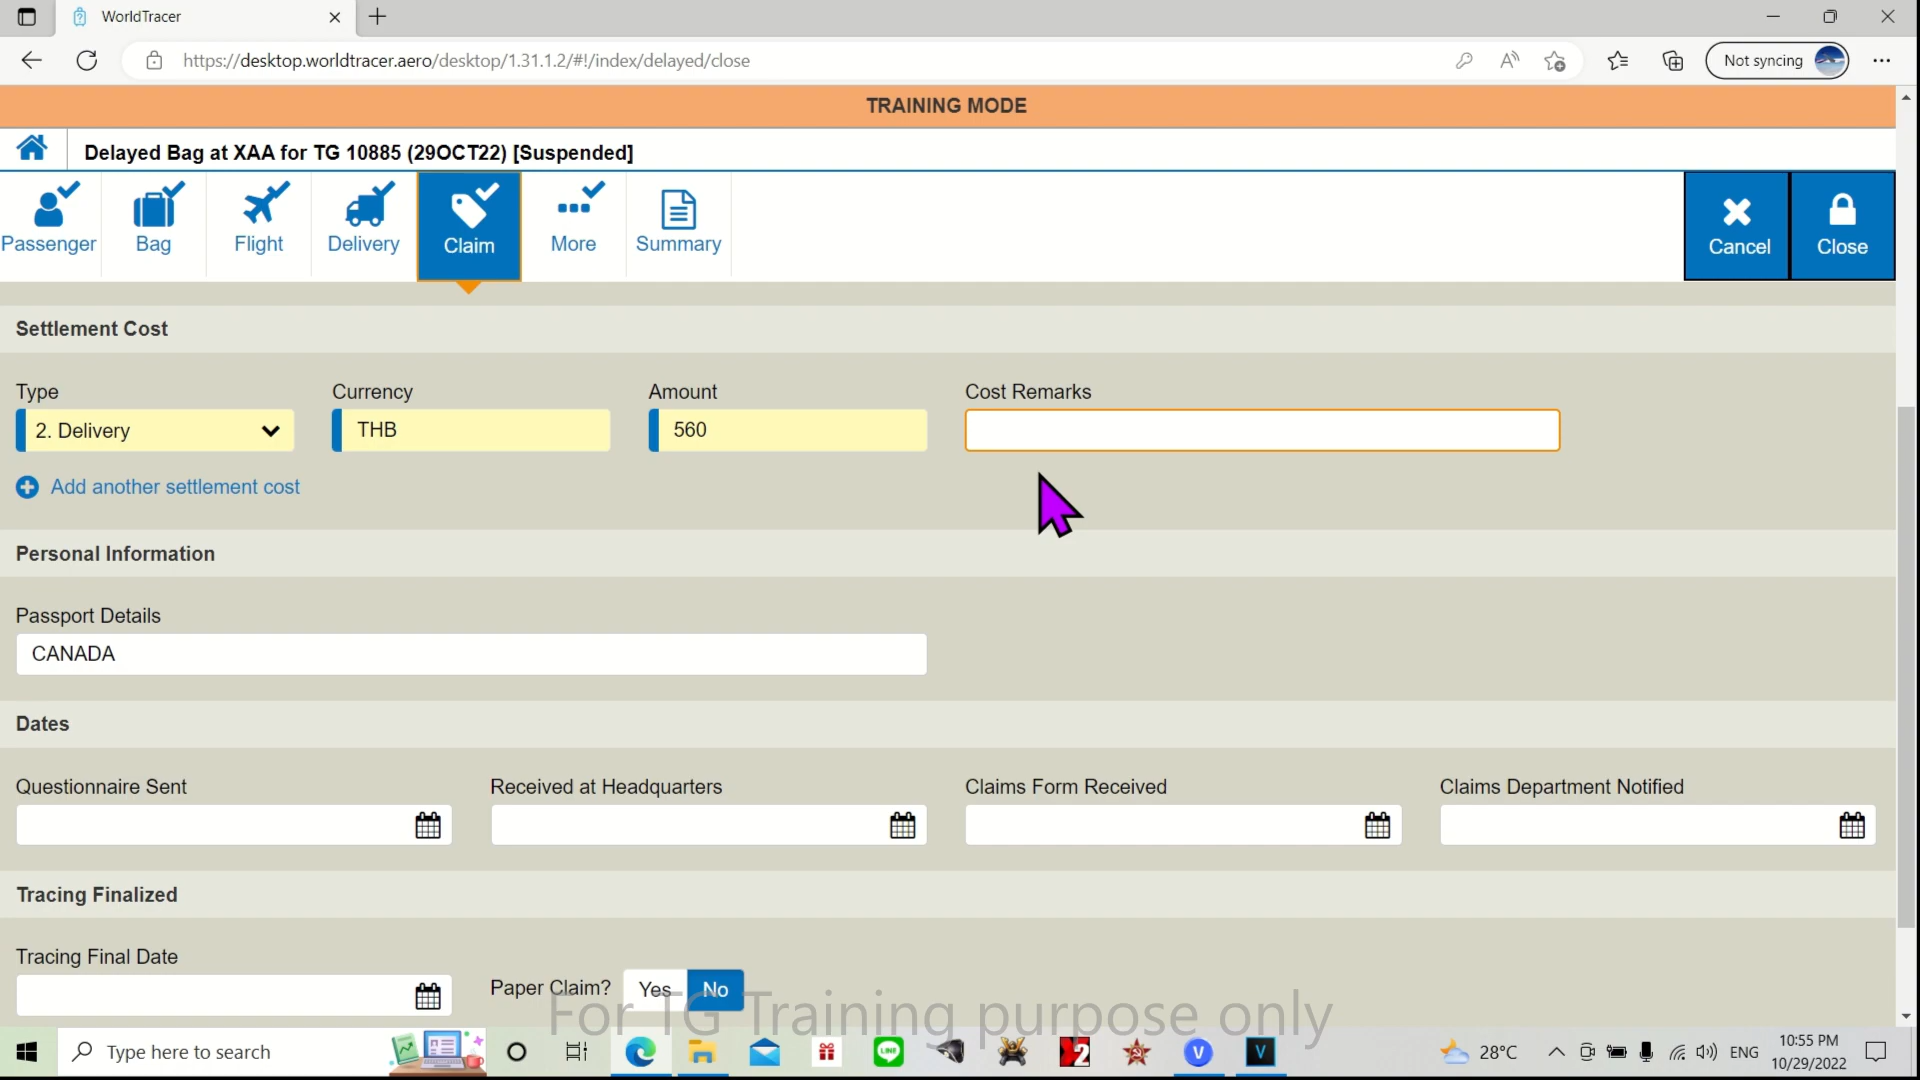 WorldTracer
https://desktop.worldtracer.aero/desktop/1.31.1.2/#!/index/delayed/close
Not syncing
TRAINING MODE
Delayed Bag at XAA for TG 10885 (29OCT22) [Suspended]
Passenger
Bag
Flight
Delivery
Claim
More
Summary
Cancel
Close
Settlement Cost
Type
Currency
Amount
Cost Remarks
2. Delivery
THB
560
Add another settlement cost
Personal Information
Passport Details
CANADA
Dates
Questionnaire Sent
Received at Headquarters
Claims Form Received
Claims Department Notified
Tracing Finalized
Tracing Final Date
Paper Claim?
Yes
No
For TG Training purpose only
Type here to search
LINE
2
V
V
28°C
ENG
10:55 PM
10/29/2022